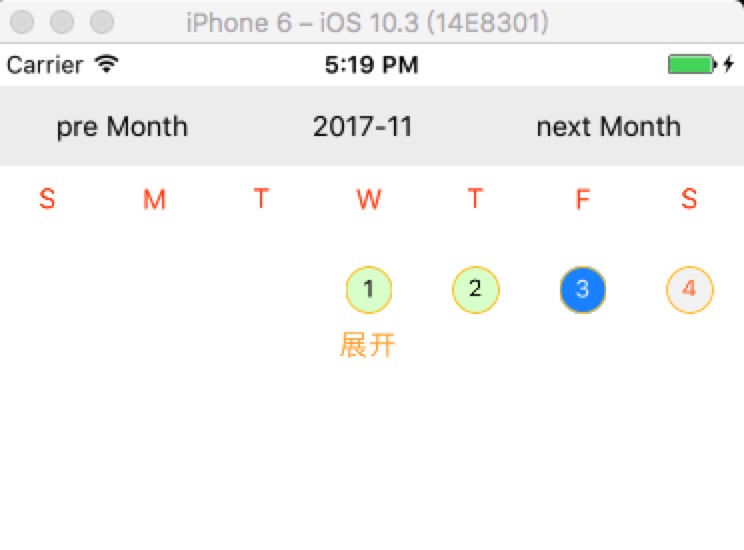 iPhone 6 – iOS 10.3 (14E8301)
Carrier 5:19 PM
pre Month 2017-11 next Month
S M T W T F S
1 2 3 4
展开